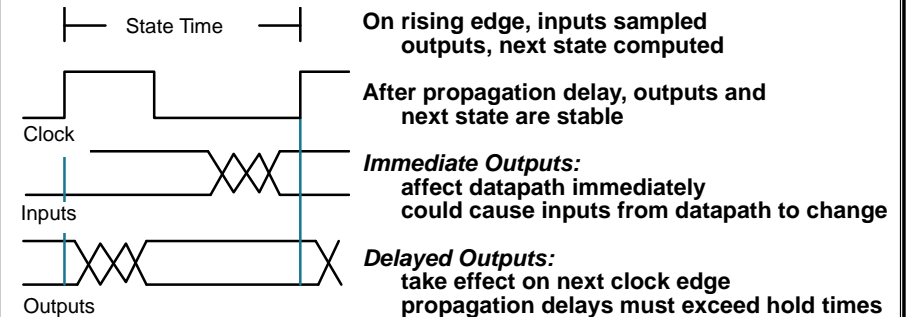 State Time
Clock
Inputs
Outputs
On rising edge, inputs sampled
outputs, next state computed
After propagation delay, outputs and
next state are stable
Immediate Outputs:
affect datapath immediately
could cause inputs from datapath to change
Delayed Outputs:
take effect on next clock edge
propagation delays must exceed hold times